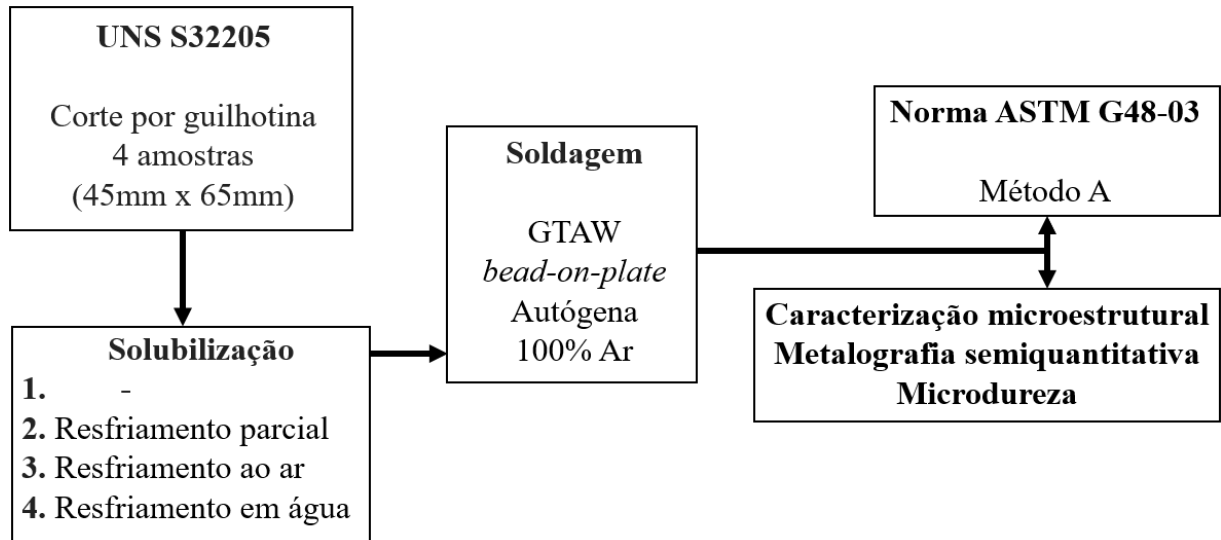 UNS S32205
Corte por guilhotina
4 amostras
(45mm x 65mm)
Solubilização
1. -
2. Resfriamento parcial
3. Resfriamento ao ar
4. Resfriamento em água
Soldagem
GTAW
bead-on-plate
Autógena
100% Ar
Norma ASTM G48-03
Método A
Caracterização microestrutural
Metalografia semiquantitativa
Microdureza